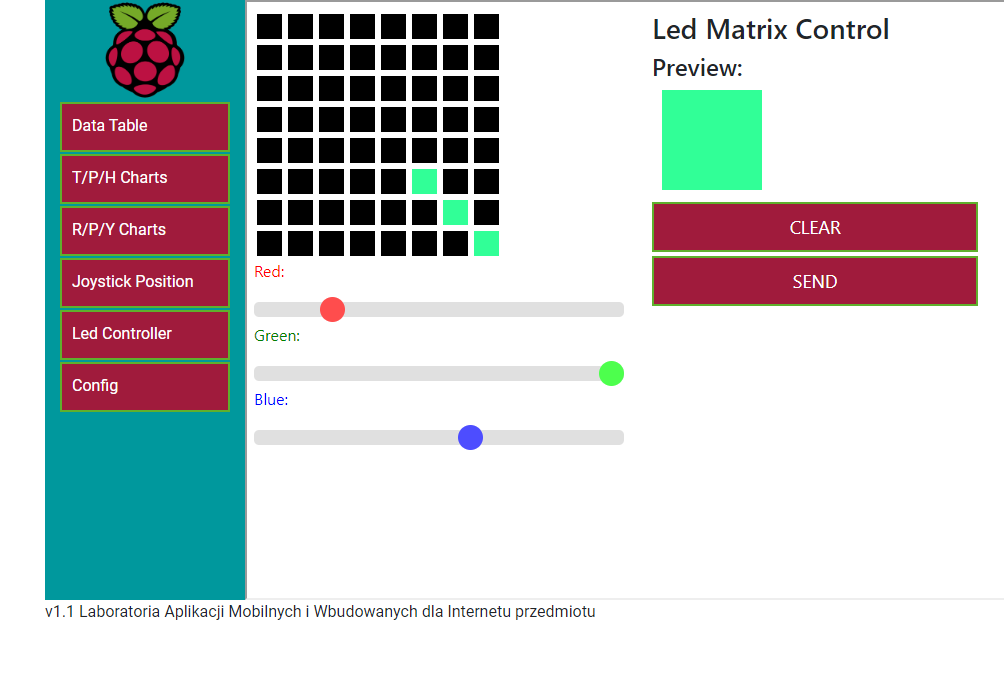 Data Table
T/P/H Charts
R/P/Y Charts
Joystick Position
Led Controller
Config
Red:
Green:
Blue:
Led Matrix Control
Preview:
CLEAR
SEND
v1.1 Laboratoria Aplikacji Mobilnych i Wbudowanych dla Internetu przedmiotu